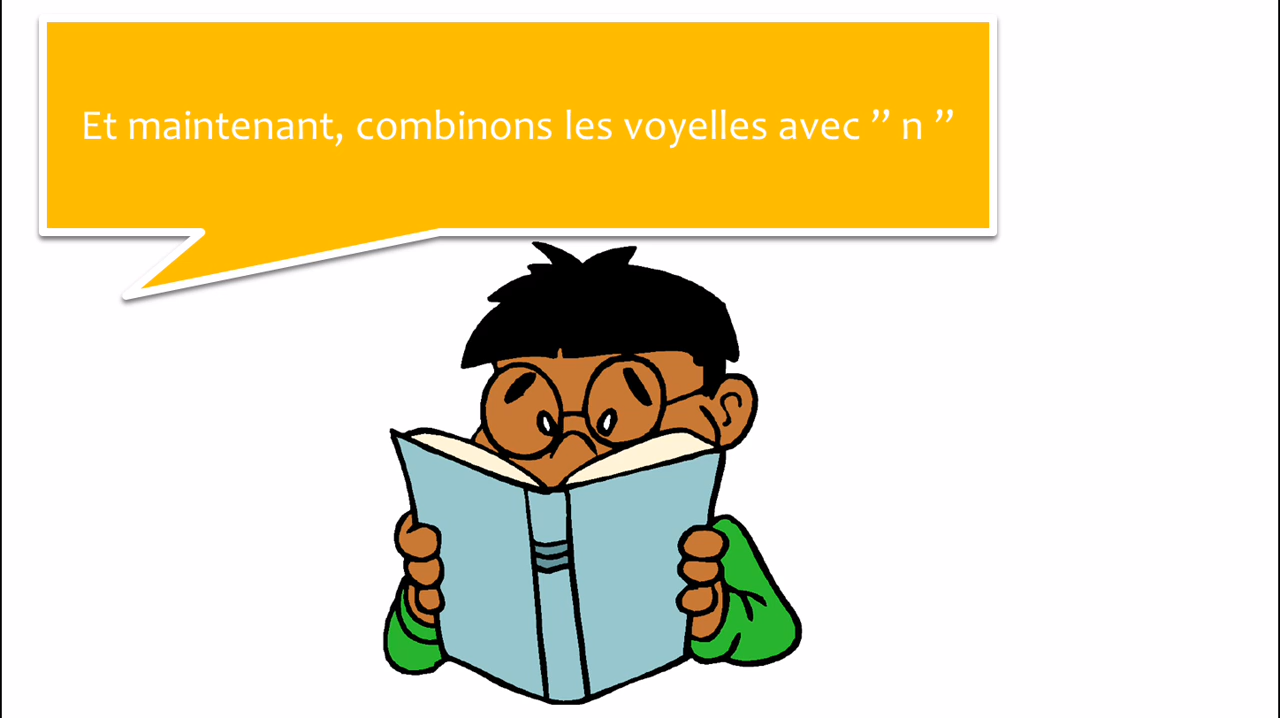 Et maintenant, combinons les voyelles avec ” n ”